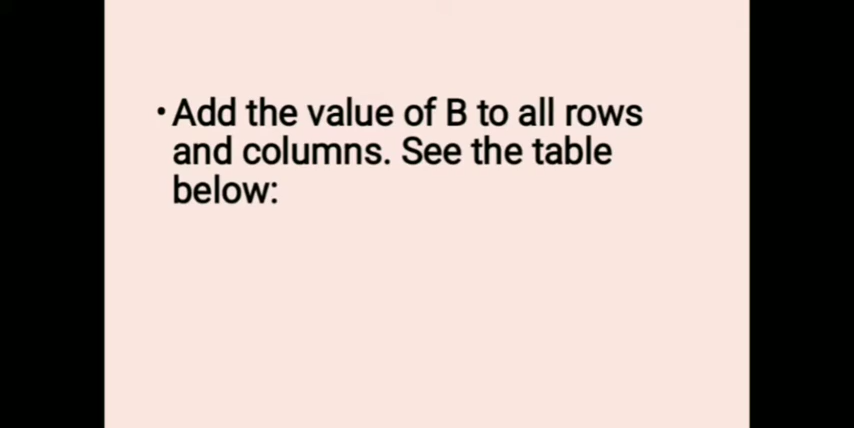 • Add the value of B to all rows
and columns. See the table
below: